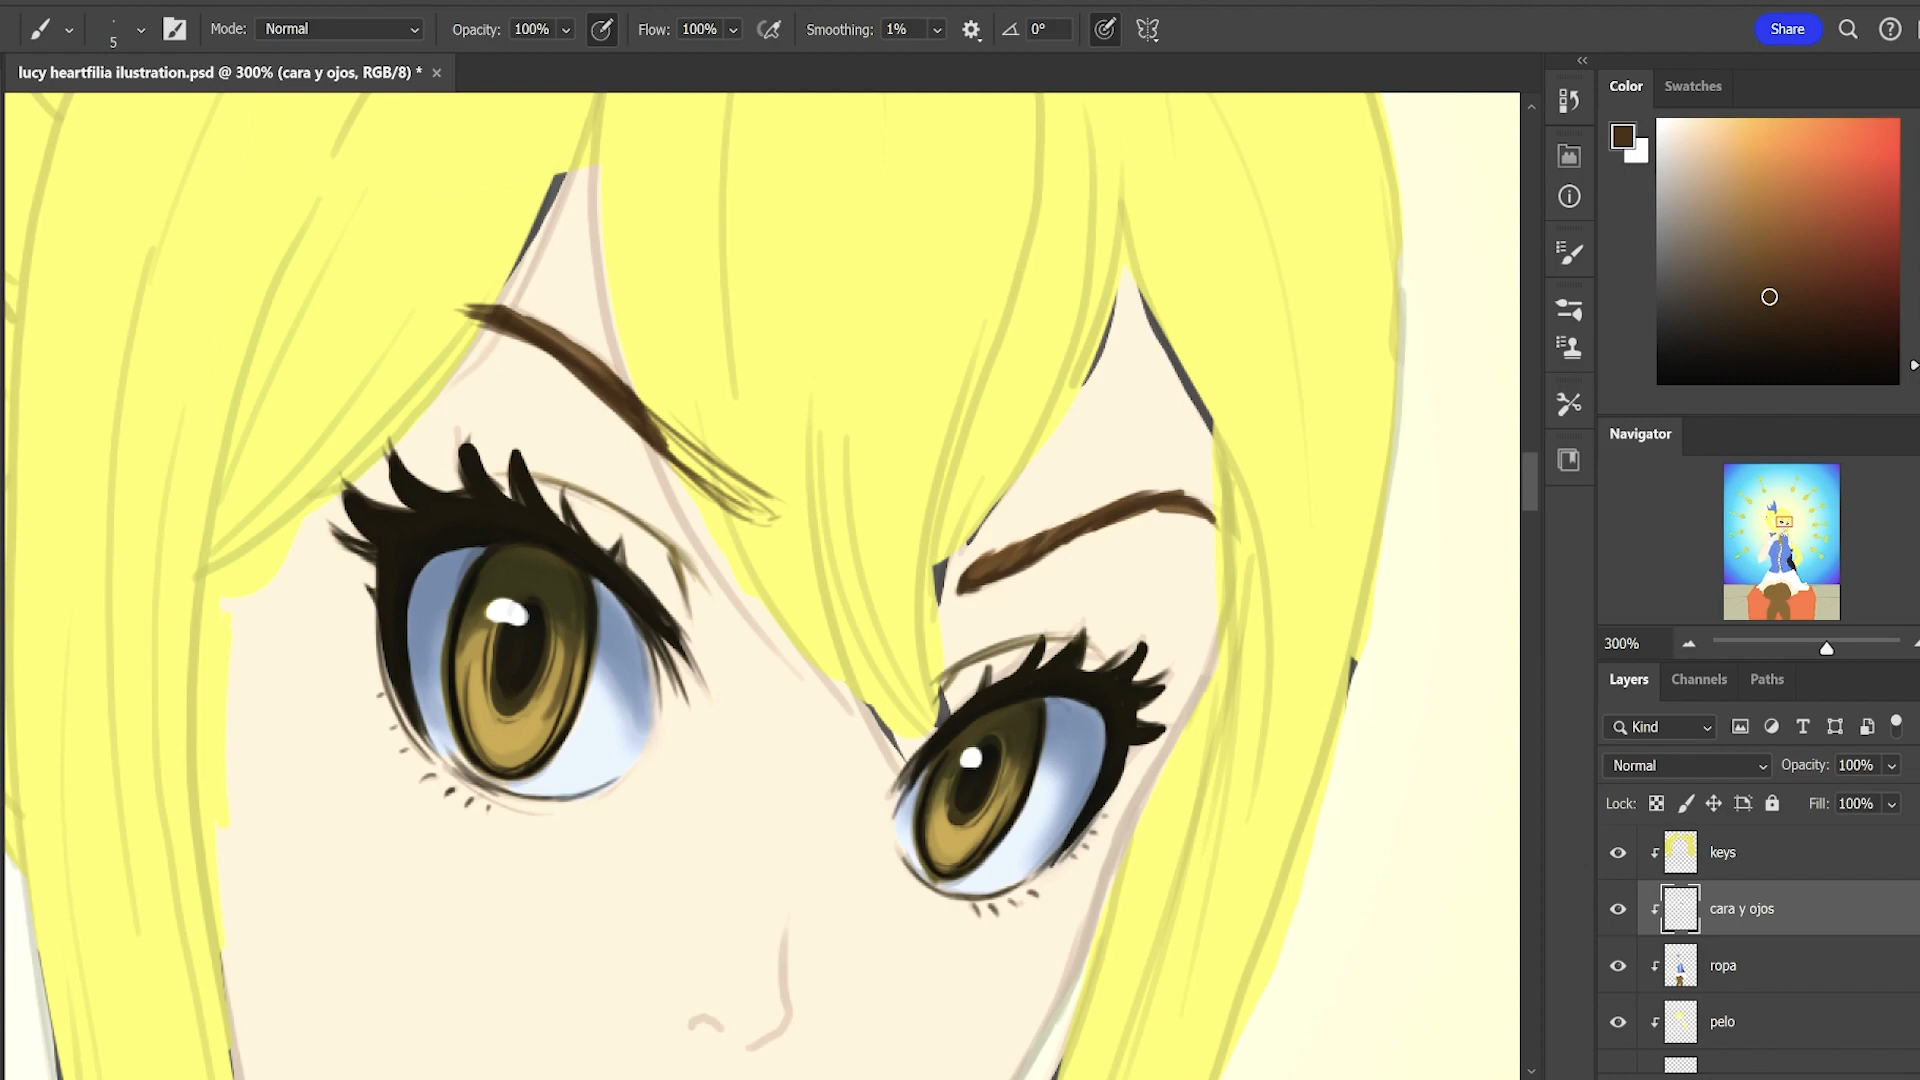 5
Mode: Normal
Opacity: 100%
Flow: 100%
Smoothing: 1%
0°
Share
lucy heartfilia ilustration.psd @ 300% (cara y ojos, RGB/8) *
Color
Swatches
Navigator
300%
Layers
Channels
Paths
Kind
Normal
Opacity: 100%
Lock:
Fill: 100%
keys
cara y ojos
ropa
pelo